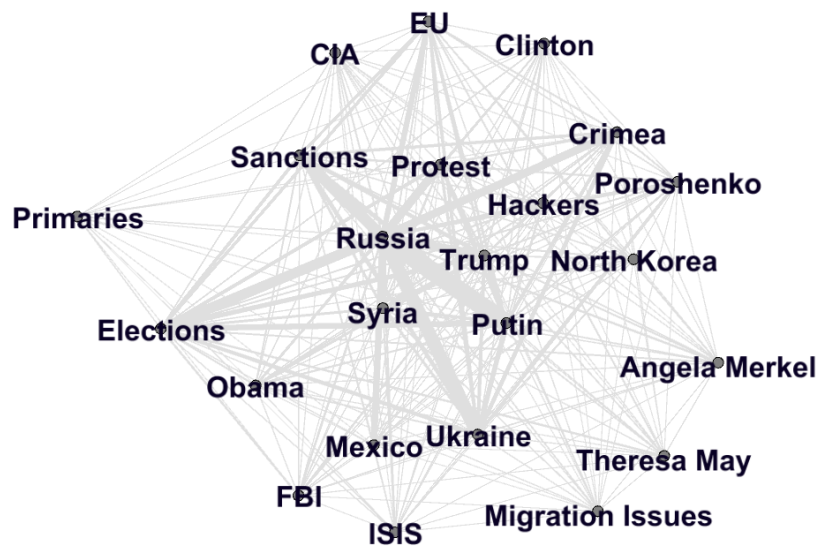 EU
Clinton
CIA
Crimea
Sanctions
Protest
Poroshenko
Hackers
Primaries
Russia
Trump
North Korea
Syria
Putin
Elections
Angela Merkel
Obama
Ukraine
Mexico
Theresa May
FBI
Migration Issues
ISIS